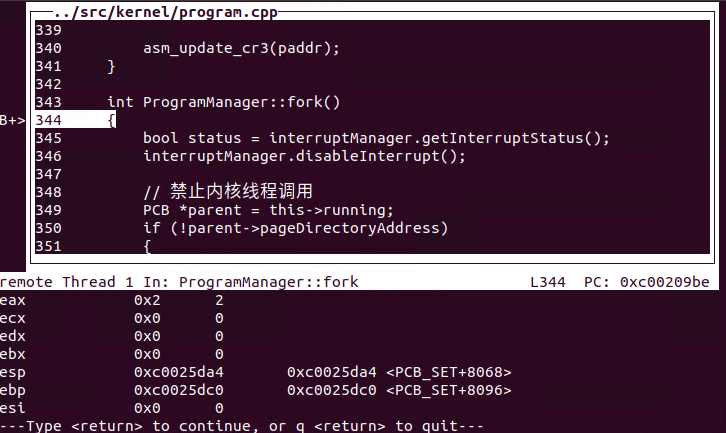 ../src/kernel/program.cpp
339
340 asm_update_cr3(paddr);
341 }
342
343 int ProgramManager::fork()
B+>344 {
345 bool status = interruptManager.getInterruptStatus();
346 interruptManager.disableInterrupt();
347
348 // 禁止内核线程调用
349 PCB *parent = this->running;
350 if (!parent->pageDirectoryAddress)
351 {
remote Thread 1 In: ProgramManager::fork L344 PC: 0xc00209be
eax 0x2 2
ecx 0x0 0
edx 0x0 0
ebx 0x0 0
esp 0xc0025da4 0xc0025da4 <PCB_SET+8068>
ebp 0xc0025dc0 0xc0025dc0 <PCB_SET+8096>
esi 0x0 0
---Type <return> to continue, or q <return> to quit---